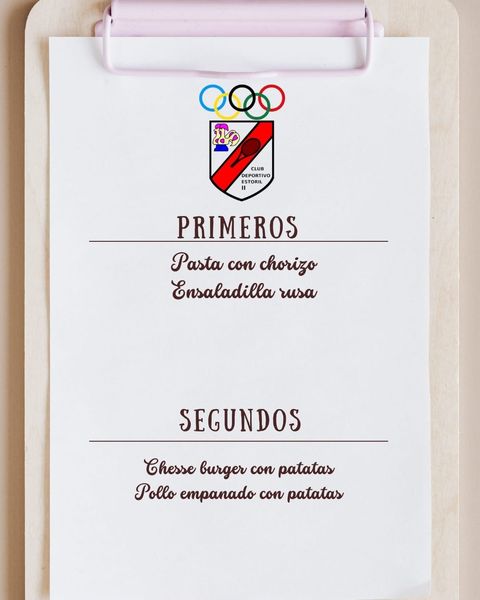 CLUB
DEPORTIVO
ESTORIL
II
PRIMEROS
Pasta con chorizo
Ensaladilla rusa
SEGUNDOS
Chesse burger con patatas
Pollo empanado con patatas